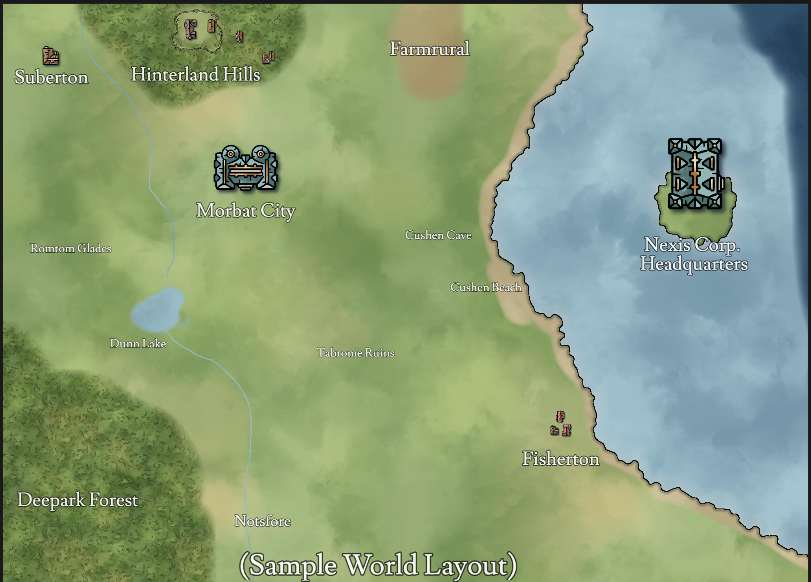 Farmrural
Suberton
Hinterland Hills
Morbat City
Cushen Cave
Romtom Glades
Nexis Corp.
Headquarters
Cushen Beach
Dunn Lake
Tabrome Ruins
Fisherton
Deepark Forest
Notsfore
(Sample World Layout)